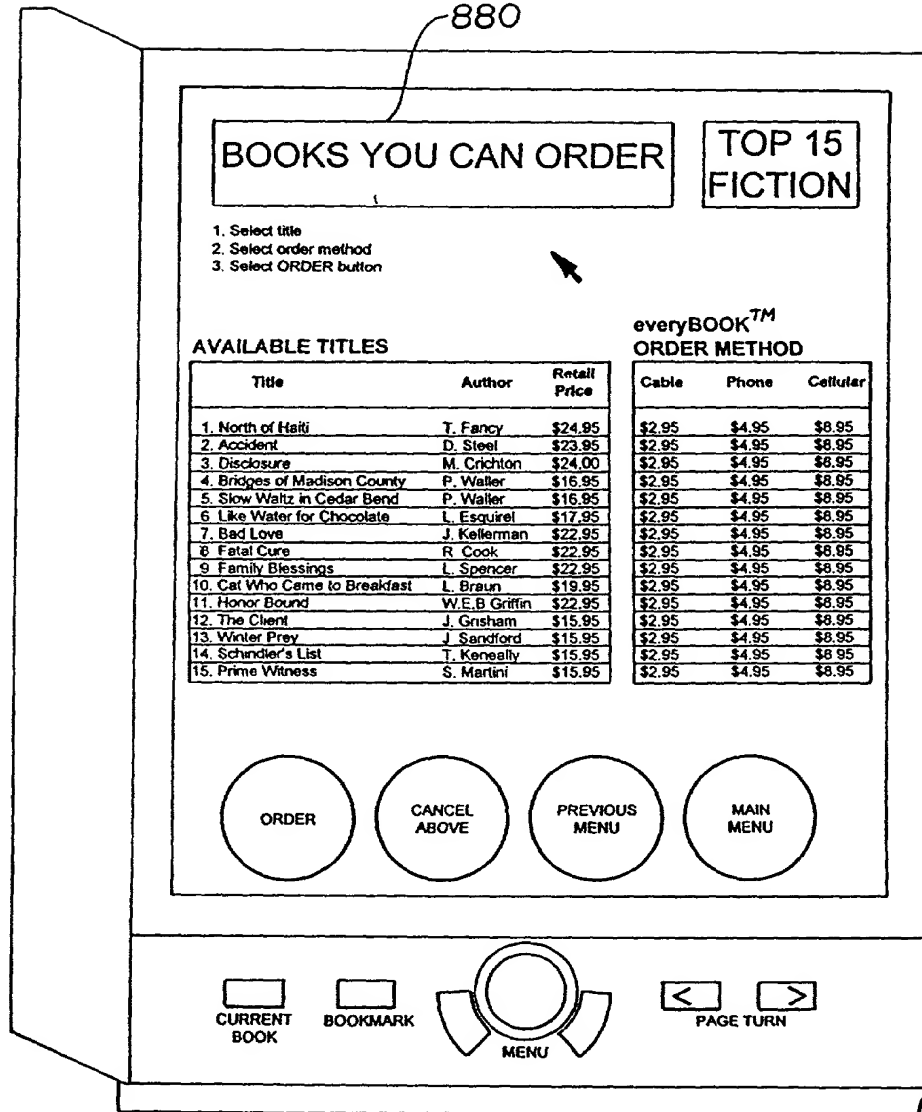 880
BOOKS YOU CAN ORDER
TOP 15
FICTION
1. Select title
2. Select order method
3. Select ORDER button
AVAILABLE TITLES
everyBOOK™
ORDER METHOD
Title Author Retail Price Cable Phone Cellular
1. North of Haiti T. Fancy $24.95 $2.95 $4.95 $8.95
2. Accident D. Steel $23.95 $2.95 $4.95 $8.95
3. Disclosure M. Crichton $24.00 $2.95 $4.95 $8.95
4. Bridges of Madison County P. Waller $16.95 $2.95 $4.95 $8.95
5. Slow Waltz in Cedar Bend P. Waller $16.95 $2.95 $4.95 $8.95
6 Like Water for Chocolate L. Esquirel $17.95 $2.95 $4.95 $8.95
7. Bad Love J. Kellerman $22.95 $2.95 $4.95 $8.95
8 Fatal Cure R. Cook $22.95 $2.95 $4.95 $8.95
9 Family Blessings L. Spencer $22.95 $2.95 $4.95 $8.95
10. Cat Who Came to Breakfast L. Braun $19.95 $2.95 $4.95 $8.95
11. Honor Bound W.E.B Griffin $22.95 $2.95 $4.95 $8.95
12. The Client J. Grisham $15.95 $2.95 $4.95 $8.95
13. Winter Prey J Sandford $15.95 $2.95 $4.95 $8.95
14. Schindler's List T. Keneally $15.95 $2.95 $4.95 $8.95
15. Prime Witness S. Martini $15.95 $2.95 $4.95 $8.95
ORDER
CANCEL
ABOVE
PREVIOUS
MENU
MAIN
MENU
CURRENT
BOOK
BOOKMARK
MENU
< >
PAGE TURN